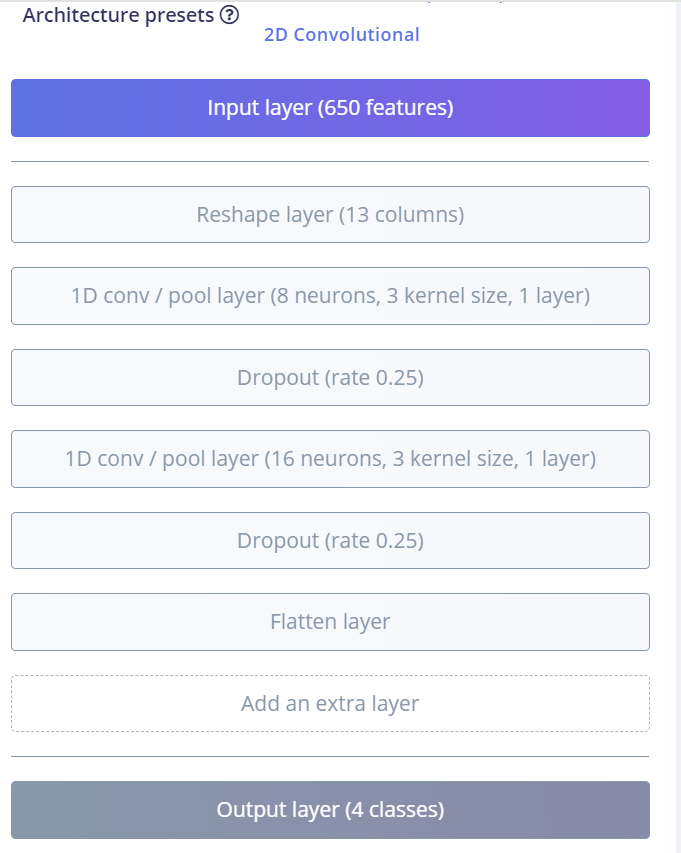 Architecture presets ?
2D Convolutional
Input layer (650 features)
Reshape layer (13 columns)
1D conv / pool layer (8 neurons, 3 kernel size, 1 layer)
Dropout (rate 0.25)
1D conv / pool layer (16 neurons, 3 kernel size, 1 layer)
Dropout (rate 0.25)
Flatten layer
Add an extra layer
Output layer (4 classes)